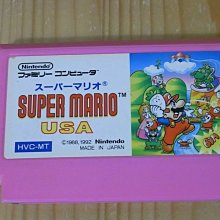 Nintendo
ファミリー コンピュータ
スーパーマリオ®
SUPER MARIO™
USA
HVC-MT
©1988,1992 Nintendo
MADE IN JAPAN